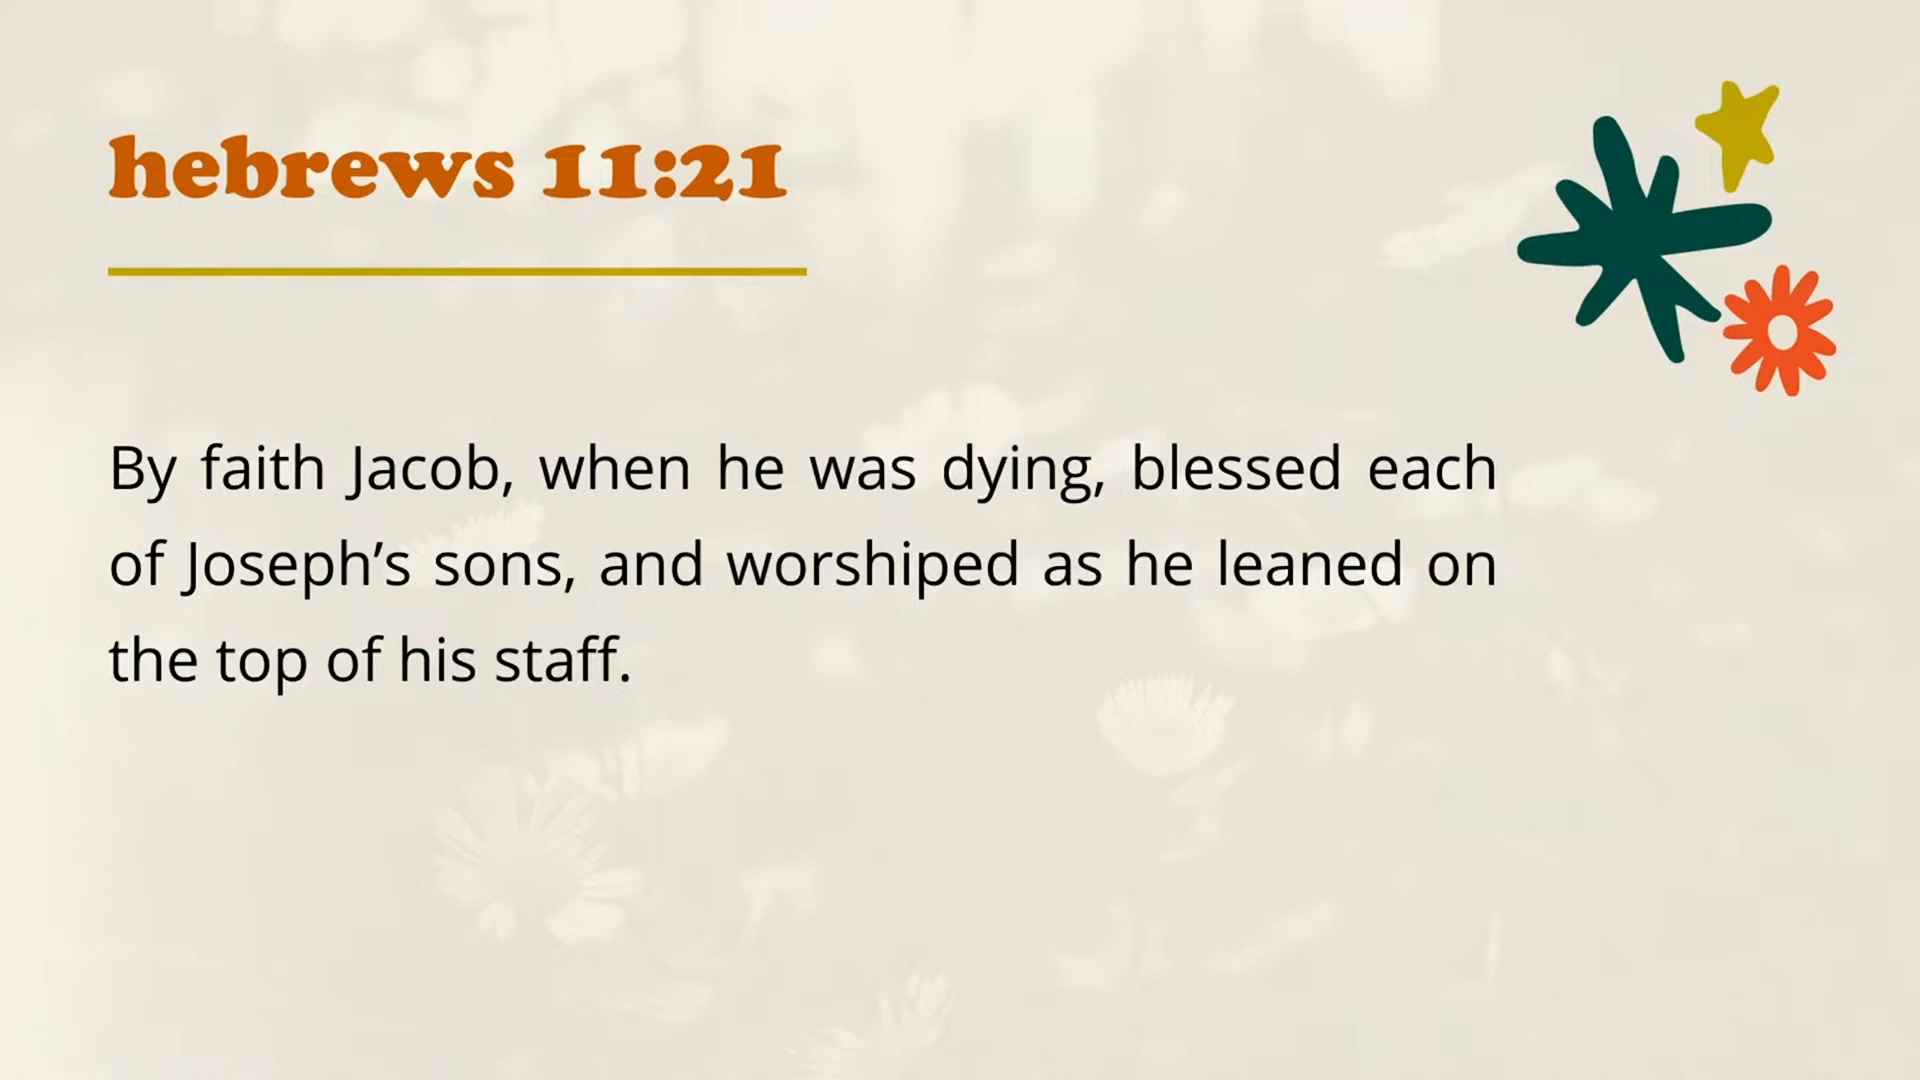 hebrews 11:21
By faith Jacob, when he was dying, blessed each
of Joseph’s sons, and worshiped as he leaned on
the top of his staff.